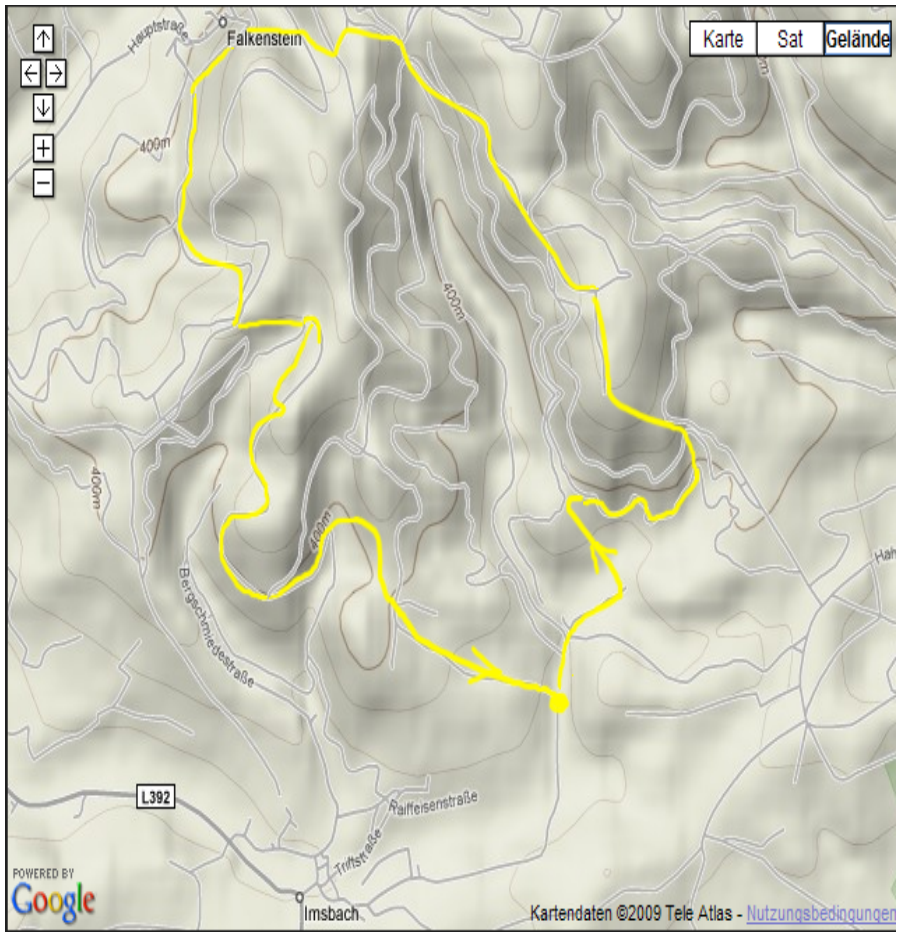 Hauptstraße
Falkenstein
Karte
Sat
Gelände
400m
400m
400m
400m
Bergschmiedestraße
Hah
L392
Raiffeisenstraße
Triftstraße
Imsbach
POWERED BY
Google
Kartendaten ©2009 Tele Atlas - Nutzungsbedingungen